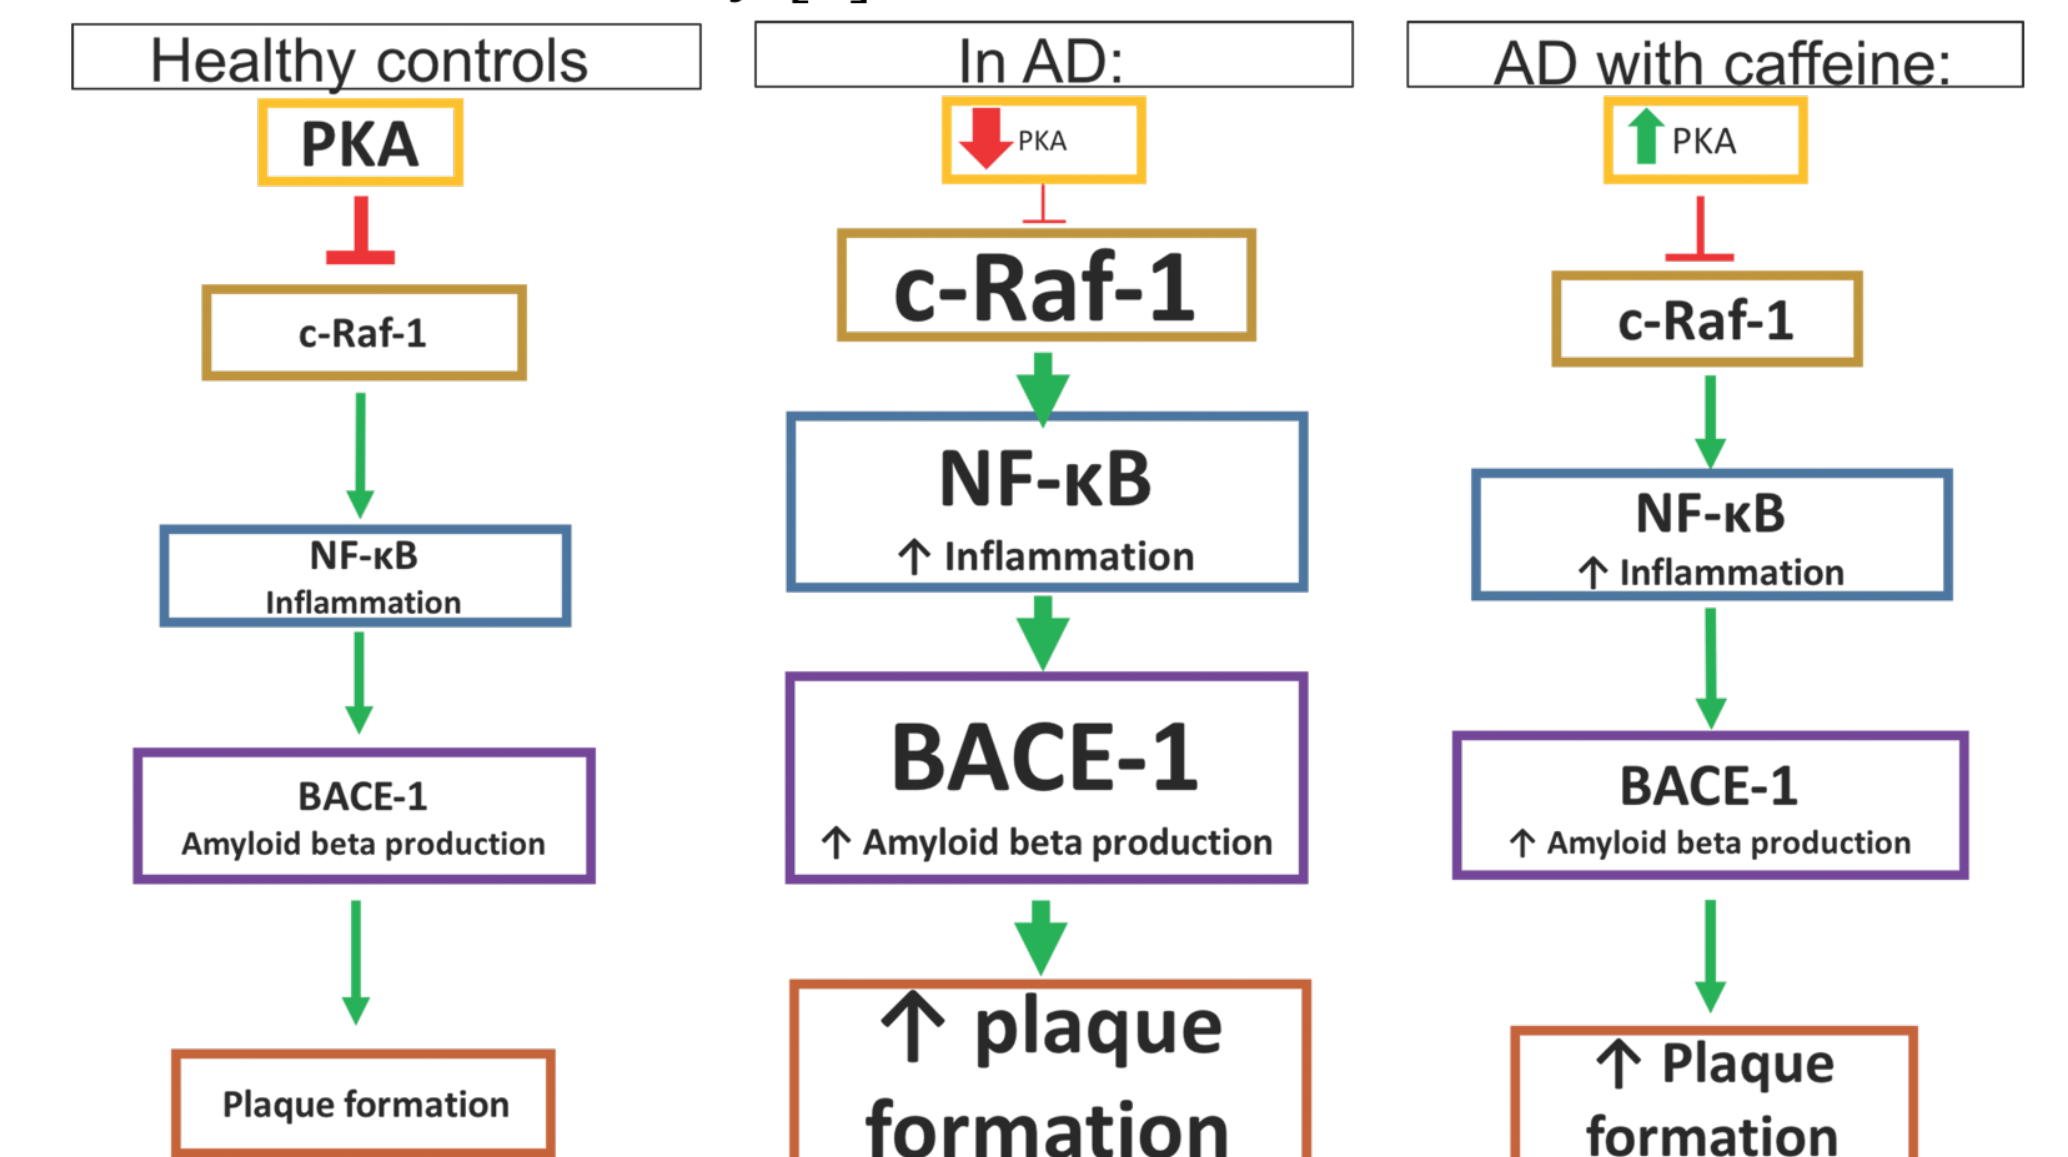 Healthy controls
PKA
c-Raf-1
NF-κB
Inflammation
BACE-1
Amyloid beta production
Plaque formation
In AD:
PKA
c-Raf-1
NF-κB
↑ Inflammation
BACE-1
↑ Amyloid beta production
↑ plaque
formation
AD with caffeine:
PKA
c-Raf-1
NF-κB
↑ Inflammation
BACE-1
↑ Amyloid beta production
↑ Plaque
formation